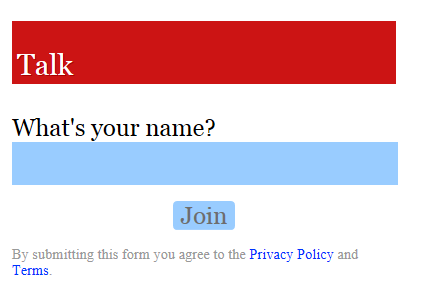 Talk
What's your name?
Join
By submitting this form you agree to the Privacy Policy and
Terms.